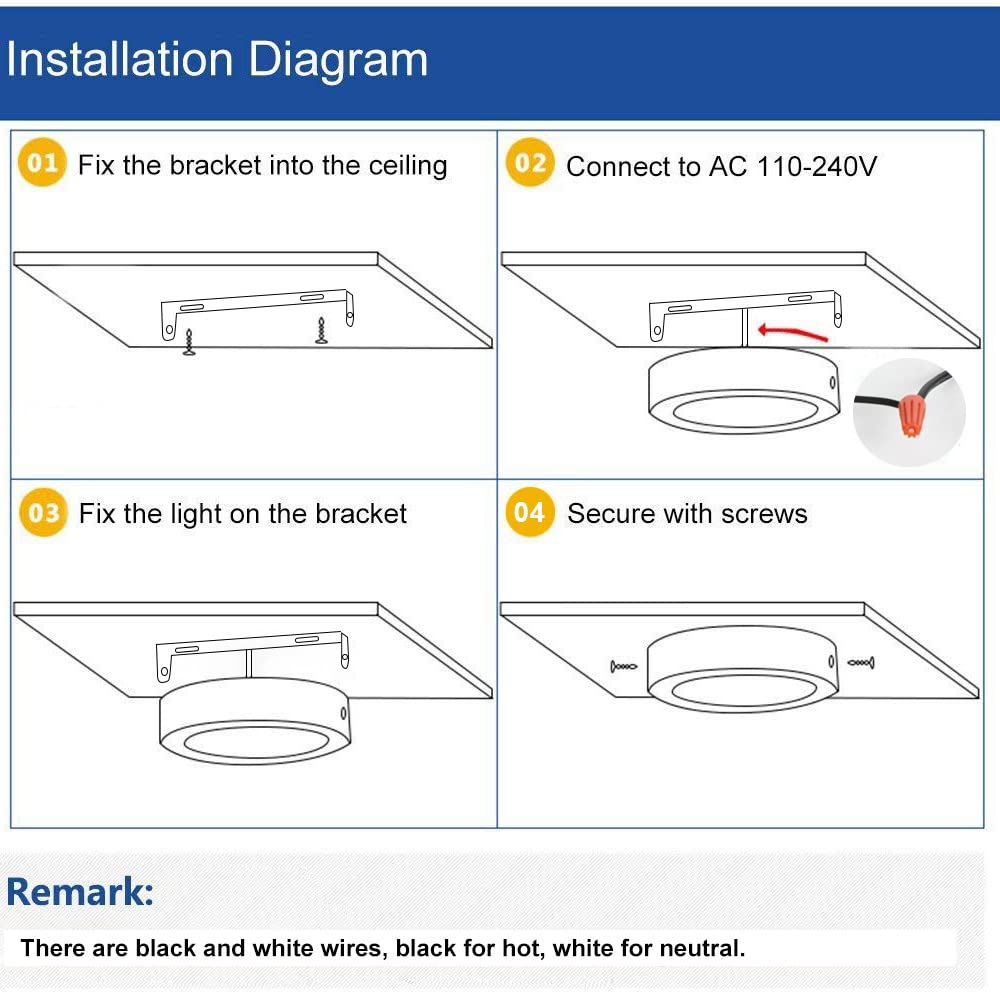 Installation Diagram
01 Fix the bracket into the ceiling
02 Connect to AC 110-240V
03 Fix the light on the bracket
04 Secure with screws
Remark:
There are black and white wires, black for hot, white for neutral.